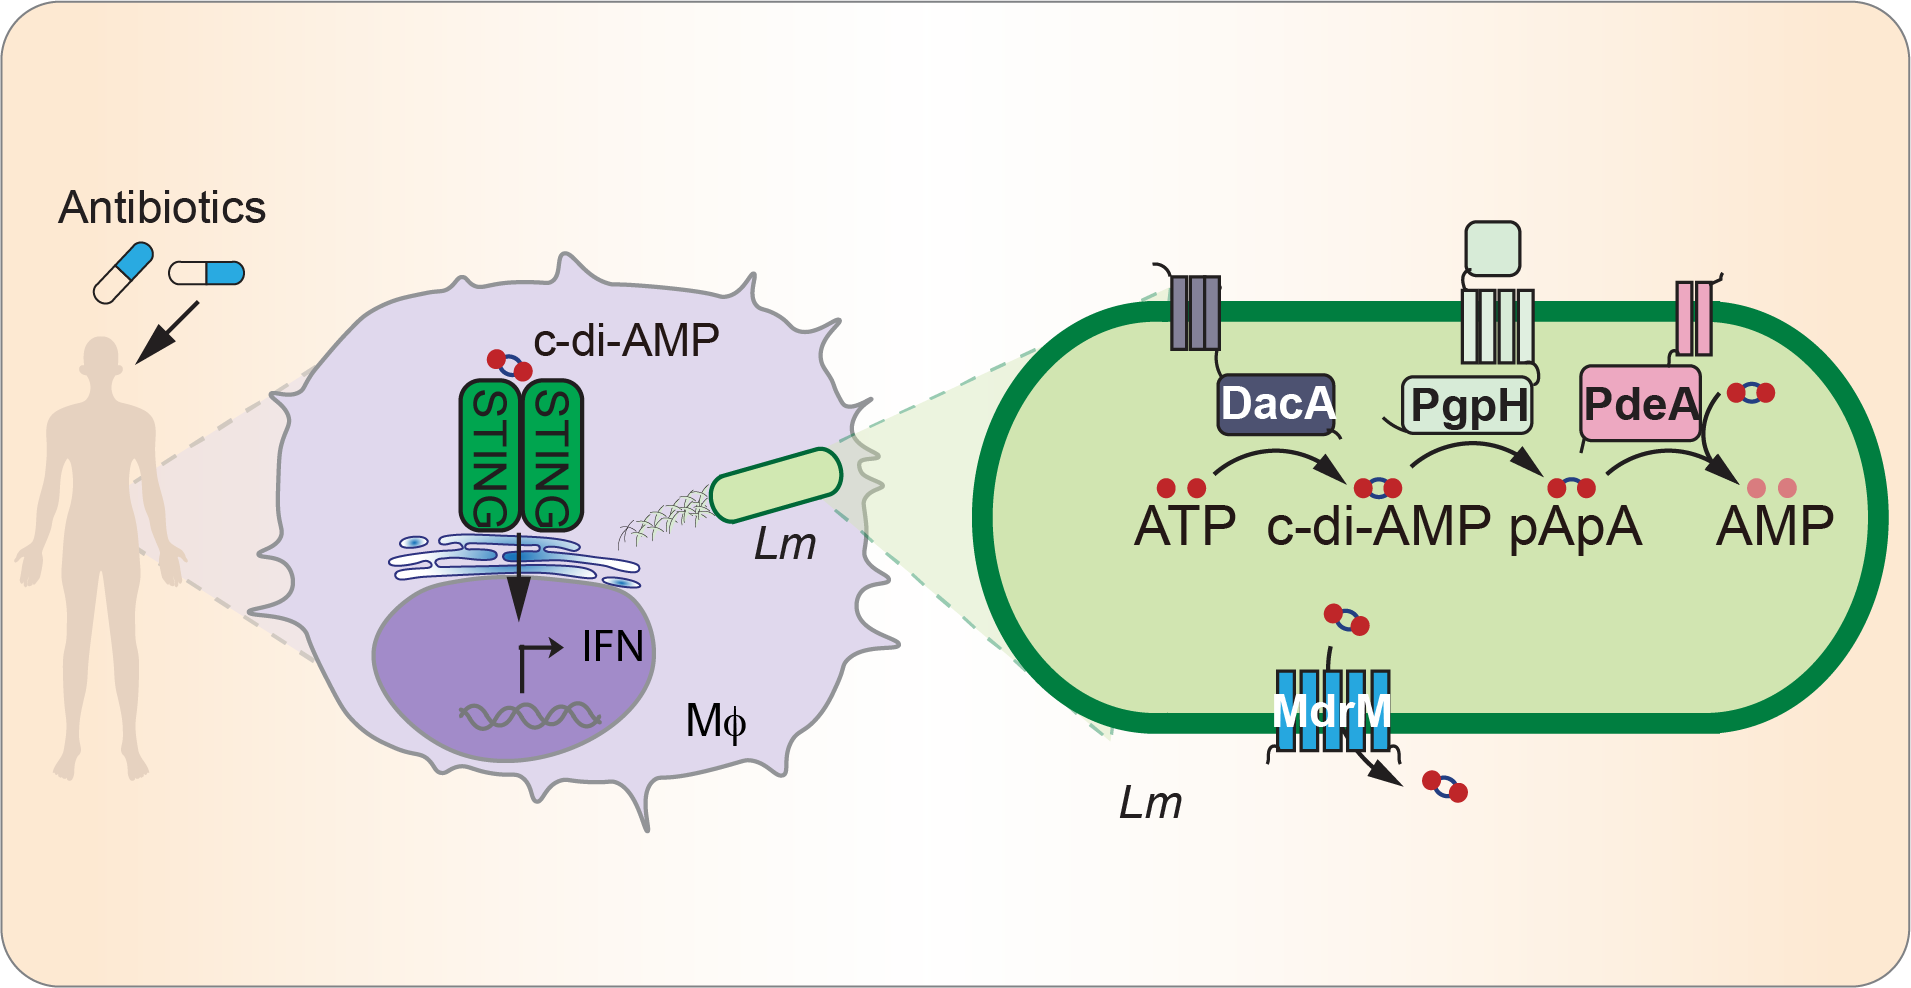 Antibiotics
c-di-AMP
STING
STING
Lm
IFN
Mϕ
DacA
PgpH
PdeA
ATP
c-di-AMP
pApA
AMP
MdrM
Lm